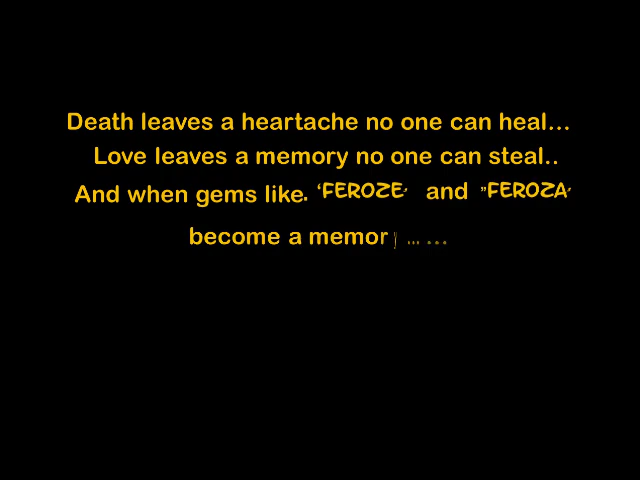 Death leaves a heartache no one can heal...
Love leaves a memory no one can steal..
And when gems like. ‘FEROZE’ and ”FEROZA’
become a memory ... ...